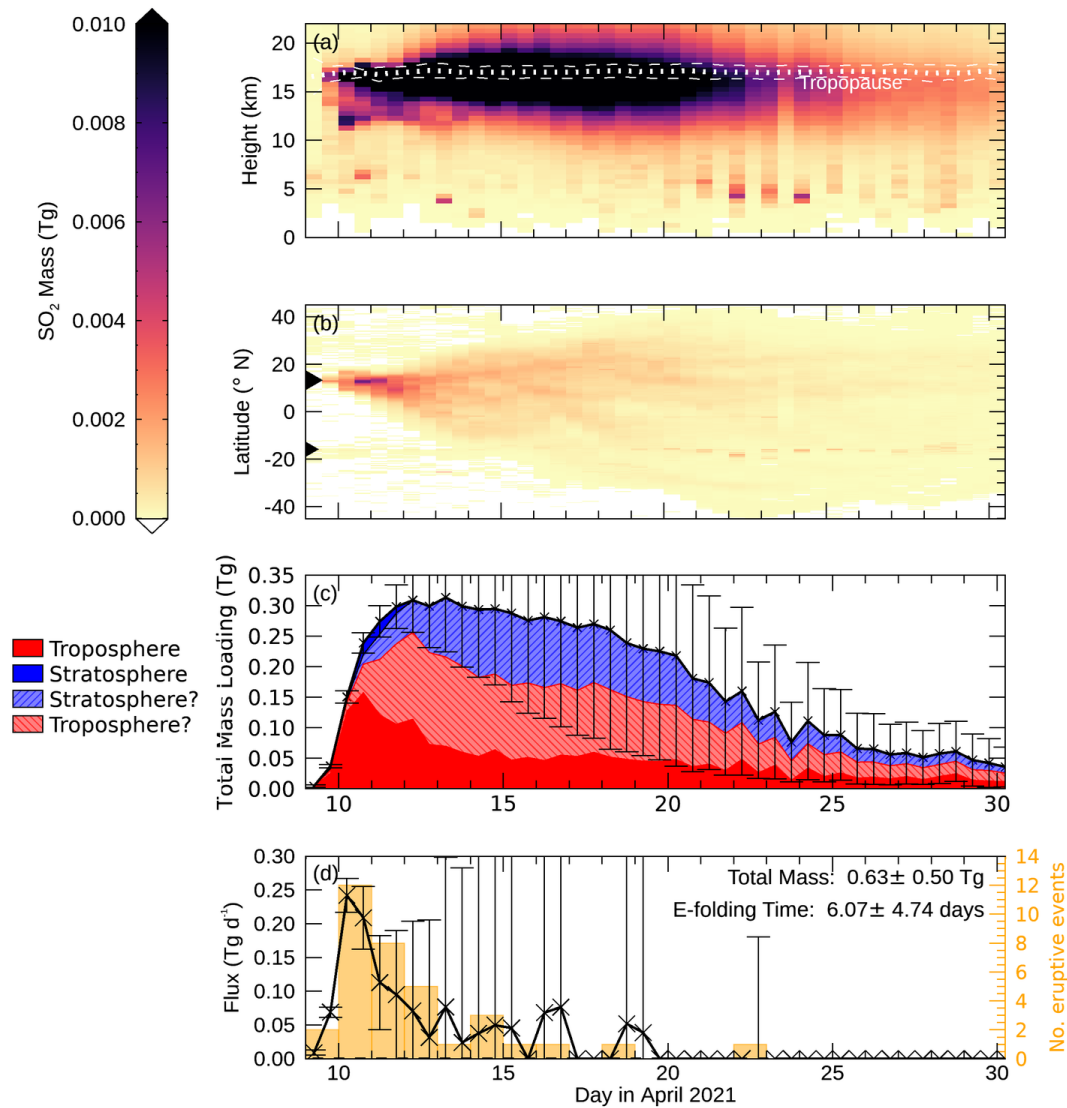 0.010
0.008
0.006
0.004
0.002
0.000
SO2 Mass (Tg)
(a)
20
15
10
5
0
Height (km)
Tropopause
(b)
40
20
0
-20
-40
Latitude (° N)
Troposphere
Stratosphere
Stratosphere?
Troposphere?
(c)
0.35
0.30
0.25
0.20
0.15
0.10
0.05
0.00
Total Mass Loading (Tg)
10 15 20 25 30
(d)
Total Mass: 0.63± 0.50 Tg
E-folding Time: 6.07± 4.74 days
0.30
0.25
0.20
0.15
0.10
0.05
0.00
Flux (Tg d-1)
14
12
10
8
6
4
2
0
No. eruptive events
10 15 20 25 30
Day in April 2021